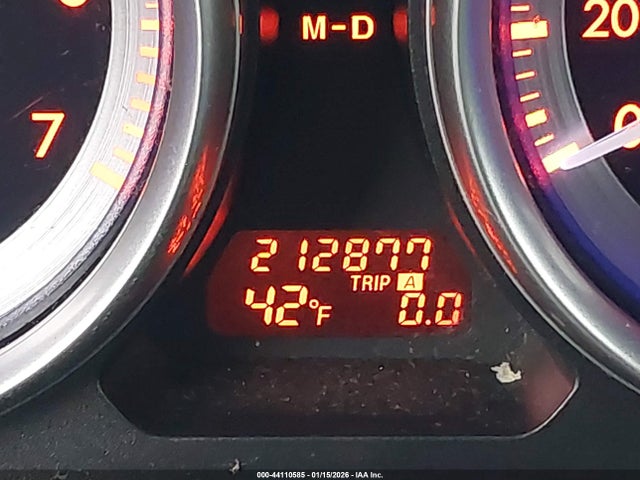 M-D
20
7
0
212877
TRIP A
42°F 0.0
000-44110585 - 01/15/2026 - IAA Inc.